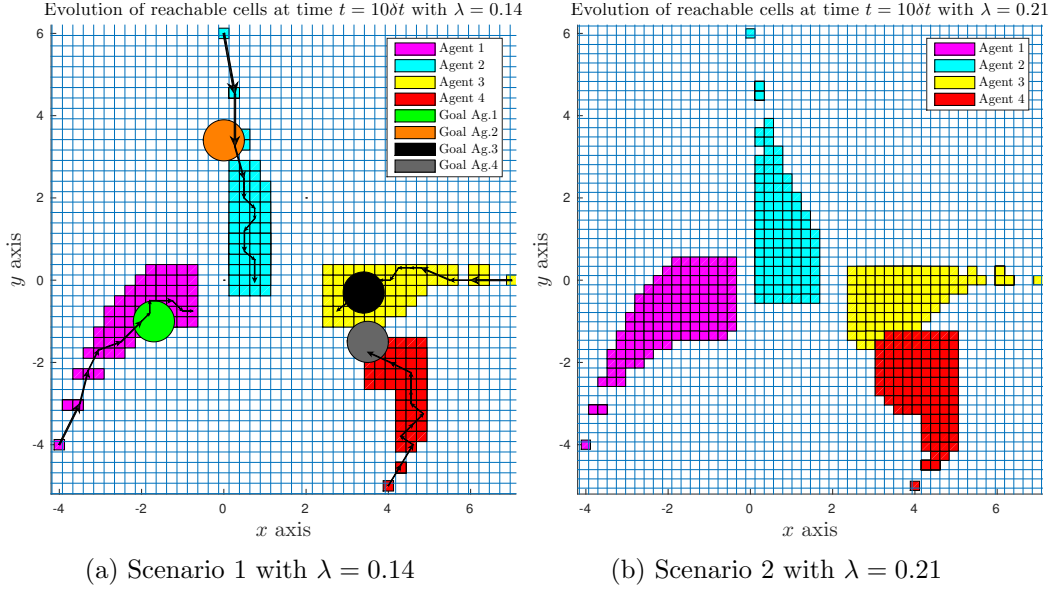 Evolution of reachable cells at time t = 10δt with λ = 0.14
Agent 1
Agent 2
Agent 3
Agent 4
Goal Ag.1
Goal Ag.2
Goal Ag.3
Goal Ag.4
6
4
2
0
-2
-4
y axis
-4 -2 0 2 4 6
x axis
(a) Scenario 1 with λ = 0.14
Evolution of reachable cells at time t = 10δt with λ = 0.21
Agent 1
Agent 2
Agent 3
Agent 4
6
4
2
0
-2
-4
y axis
-4 -2 0 2 4 6
x axis
(b) Scenario 2 with λ = 0.21